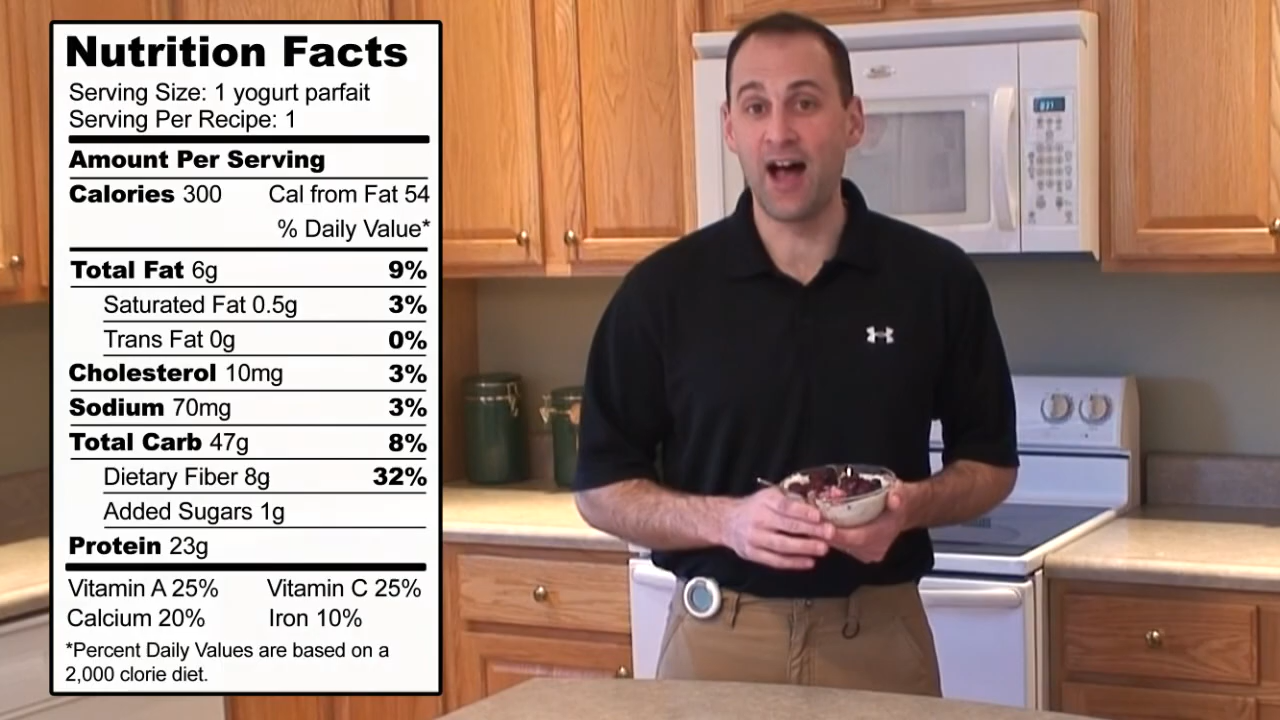 Nutrition Facts
Serving Size: 1 yogurt parfait
Serving Per Recipe: 1
Amount Per Serving
Calories 300 Cal from Fat 54
% Daily Value*
Total Fat 6g 9%
Saturated Fat 0.5g 3%
Trans Fat 0g 0%
Cholesterol 10mg 3%
Sodium 70mg 3%
Total Carb 47g 8%
Dietary Fiber 8g 32%
Added Sugars 1g
Protein 23g
Vitamin A 25% Vitamin C 25%
Calcium 20% Iron 10%
*Percent Daily Values are based on a
2,000 clorie diet.